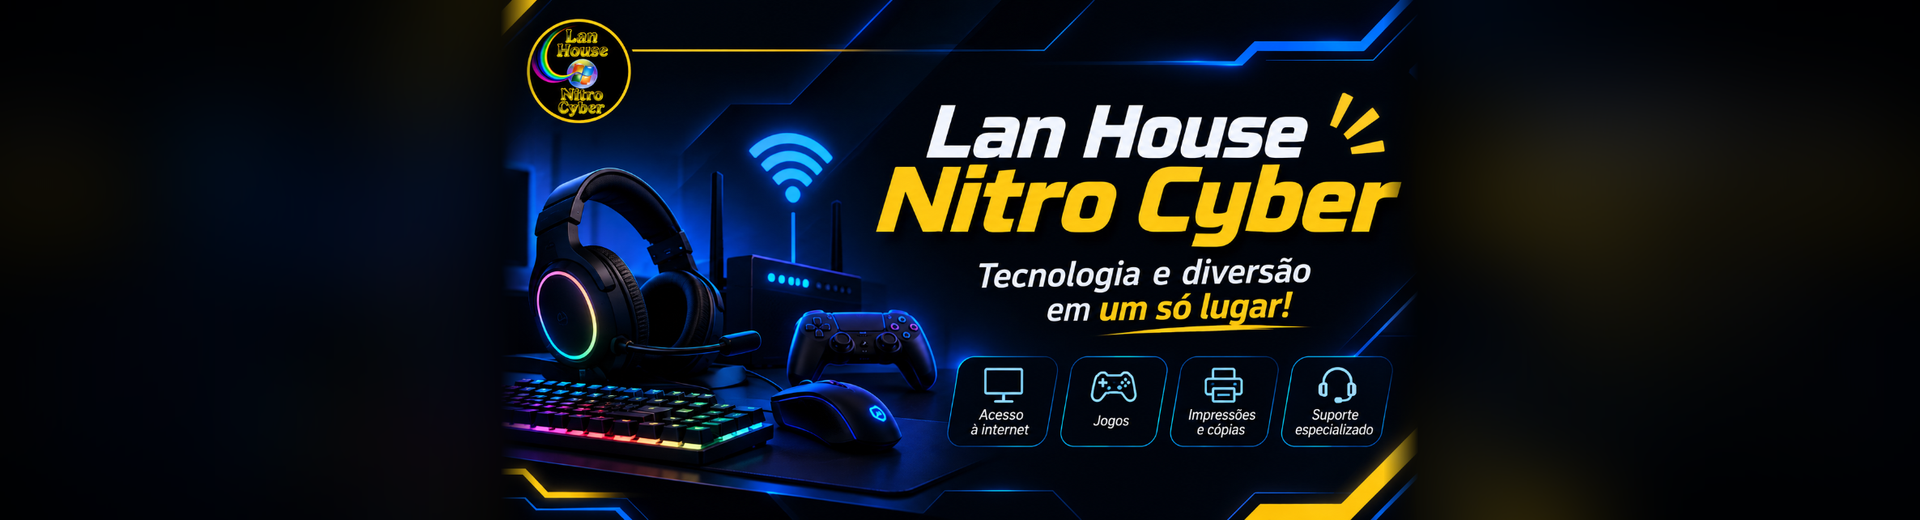 Lan
House
Nitro
Cyber
Lan House
Nitro Cyber
Tecnologia e diversão
em um só lugar!
Acesso
à internet
Jogos
Impressões
e cópias
Suporte
especializado